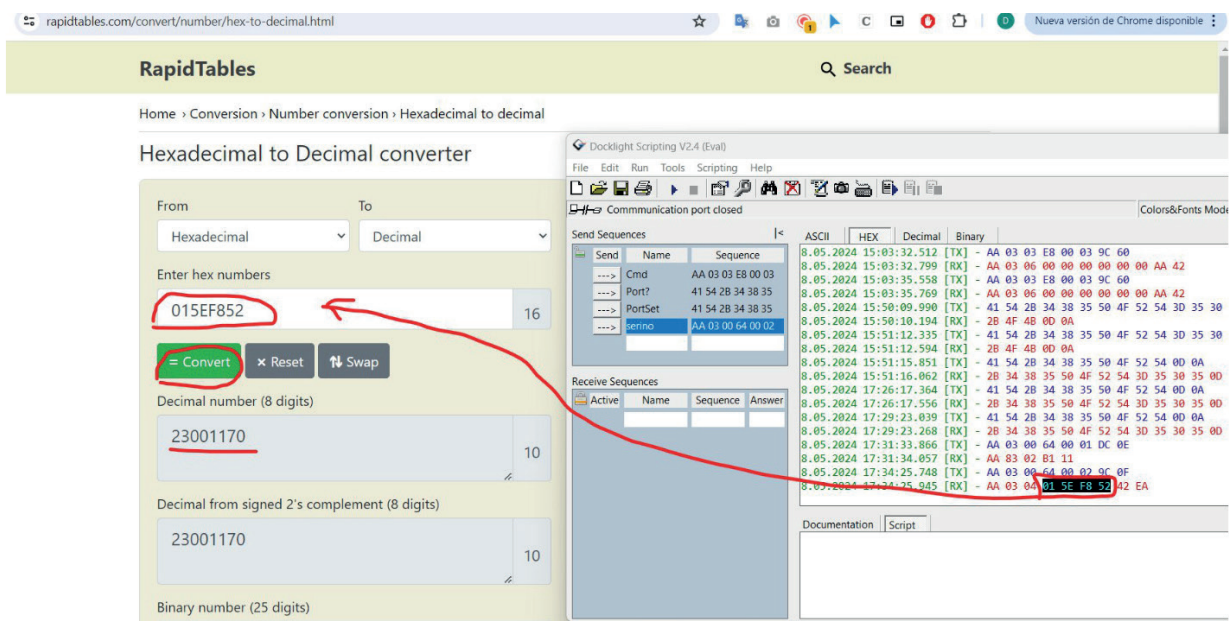 rapidtables.com/convert/number/hex-to-decimal.html
Nueva versión de Chrome disponible
RapidTables
Search
Home › Conversion › Number conversion › Hexadecimal to decimal
Hexadecimal to Decimal converter
From To
Hexadecimal Decimal
Enter hex numbers
015EF852 16
= Convert × Reset Swap
Decimal number (8 digits)
23001170 10
Decimal from signed 2's complement (8 digits)
23001170 10
Binary number (25 digits)
Docklight Scripting V2.4 (Eval)
File Edit Run Tools Scripting Help
Commmunication port closed Colors&Fonts Mode
Send Sequences
Send Name Sequence
---> Cmd AA 03 03 E8 00 03
---> Port? 41 54 2B 34 38 35
---> PortSet 41 54 2B 34 38 35
---> serino AA 03 00 64 00 02
Receive Sequences
Active Name Sequence Answer
ASCII HEX Decimal Binary
8.05.2024 15:03:32.512 [TX] - AA 03 03 E8 00 03 9C 60
8.05.2024 15:03:32.799 [RX] - AA 03 06 00 00 00 00 00 00 AA 42
8.05.2024 15:03:35.558 [TX] - AA 03 03 E8 00 03 9C 60
8.05.2024 15:03:35.769 [RX] - AA 03 06 00 00 00 00 00 00 AA 42
8.05.2024 15:50:09.990 [TX] - 41 54 2B 34 38 35 50 4F 52 54 3D 35 30
8.05.2024 15:50:10.194 [RX] - 2B 4F 4B 0D 0A
8.05.2024 15:51:12.335 [TX] - 41 54 2B 34 38 35 50 4F 52 54 3D 35 30
8.05.2024 15:51:12.594 [RX] - 2B 4F 4B 0D 0A
8.05.2024 15:51:15.851 [TX] - 41 54 2B 34 38 35 50 4F 52 54 0D 0A
8.05.2024 15:51:16.062 [RX] - 2B 34 38 35 50 4F 52 54 3D 35 30 35 0D
8.05.2024 17:26:17.364 [TX] - 41 54 2B 34 38 35 50 4F 52 54 0D 0A
8.05.2024 17:26:17.556 [RX] - 2B 34 38 35 50 4F 52 54 3D 35 30 35 0D
8.05.2024 17:29:23.039 [TX] - 41 54 2B 34 38 35 50 4F 52 54 0D 0A
8.05.2024 17:29:23.268 [RX] - 2B 34 38 35 50 4F 52 54 3D 35 30 35 0D
8.05.2024 17:31:33.866 [TX] - AA 03 00 64 00 01 DC 0E
8.05.2024 17:31:34.057 [RX] - AA 83 02 B1 11
8.05.2024 17:34:25.748 [TX] - AA 03 00 64 00 02 9C 0F
8.05.2024 17:34:25.945 [RX] - AA 03 04 01 5E F8 52 42 EA
Documentation Script